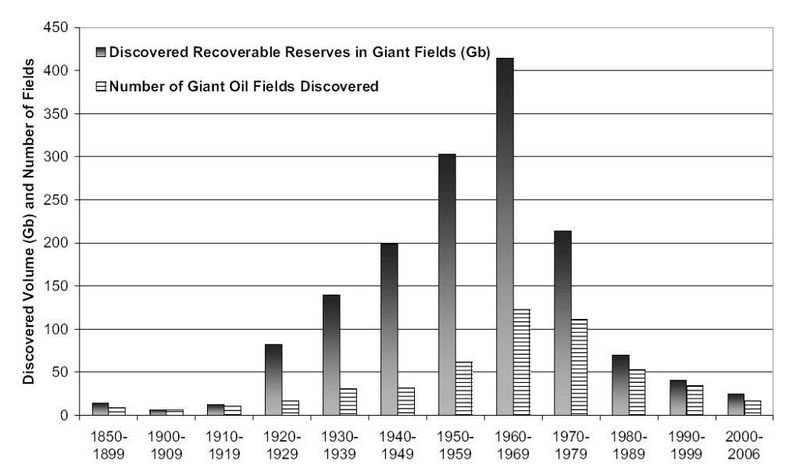 450
Discovered Recoverable Reserves in Giant Fields (Gb)
400
Number of Giant Oil Fields Discovered
350
300
250
200
150
100
50
0
Discovered Volume (Gb) and Number of Fields
1850- 1900- 1910- 1920- 1930- 1940- 1950- 1960- 1970- 1980- 1990- 2000-
1899 1909 1919 1929 1939 1949 1959 1969 1979 1989 1999 2006